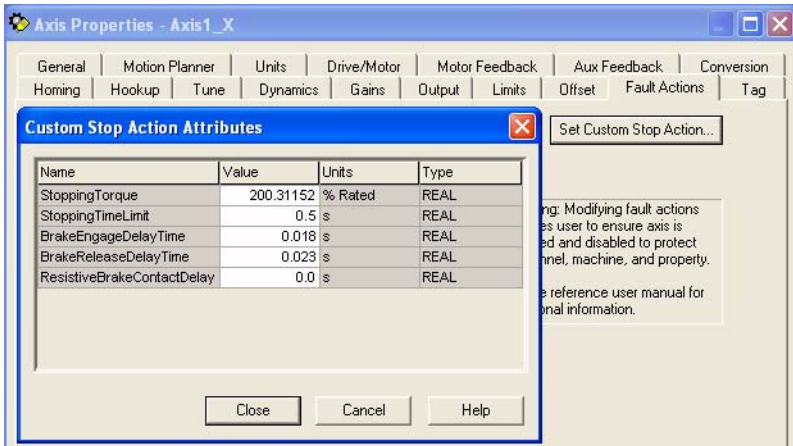 Axis Properties - Axis1_X
General Motion Planner Units Drive/Motor Motor Feedback Aux Feedback Conversion
Homing Hookup Tune Dynamics Gains Output Limits Offset Fault Actions Tag
Custom Stop Action Attributes
Set Custom Stop Action...
Name Value Units Type
StoppingTorque 200.31152 % Rated REAL
StoppingTimeLimit 0.5 s REAL
BrakeEngageDelayTime 0.018 s REAL
BrakeReleaseDelayTime 0.023 s REAL
ResistiveBrakeContactDelay 0.0 s REAL
: Modifying fault actions
user to ensure axis is
and disabled to protect
machine, and property.
reference user manual for
information.
Close Cancel Help